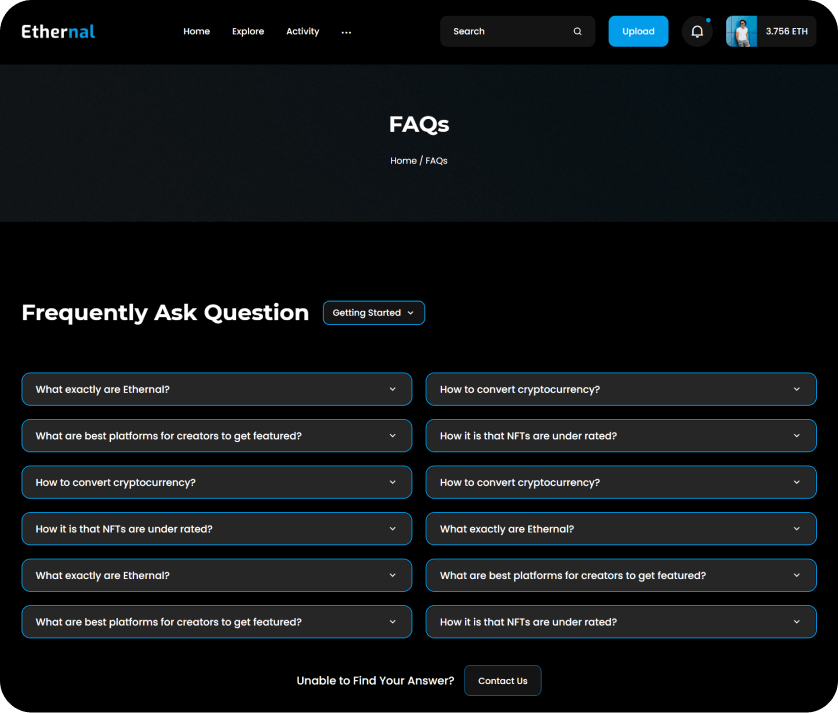 Ethernal Home Explore Activity ... Search Upload 3.756 ETH
FAQs
Home / FAQs
Frequently Ask Question Getting Started
What exactly are Ethernal? How to convert cryptocurrency?
What are best platforms for creators to get featured? How it is that NFTs are under rated?
How to convert cryptocurrency? How to convert cryptocurrency?
How it is that NFTs are under rated? What exactly are Ethernal?
What exactly are Ethernal? What are best platforms for creators to get featured?
What are best platforms for creators to get featured? How it is that NFTs are under rated?
Unable to Find Your Answer? Contact Us